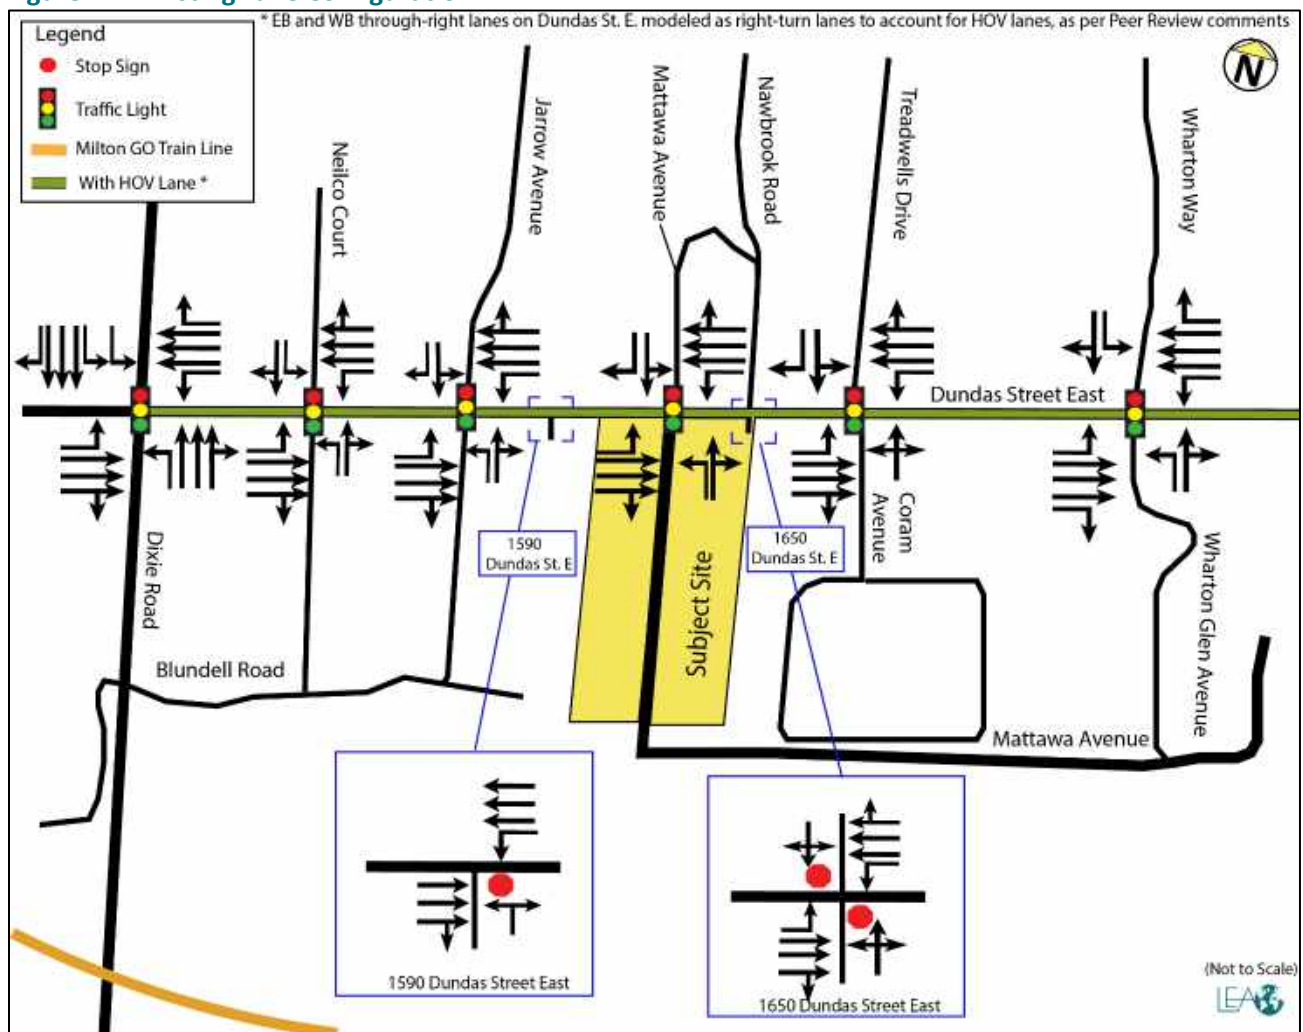 * EB and WB through-right lanes on Dundas St. E. modeled as right-turn lanes to account for HOV lanes, as per Peer Review comments
Legend
Stop Sign
Traffic Light
Milton GO Train Line
With HOV Lane *
N
Neilco Court
Jarrow Avenue
Mattawa Avenue
Nawbrook Road
Treadwells Drive
Wharton Way
Dundas Street East
Dixie Road
Blundell Road
1590
Dundas St. E
Subject Site
1650
Dundas St. E
Coram
Avenue
Wharton Glen Avenue
Mattawa Avenue
1590 Dundas Street East
1650 Dundas Street East
(Not to Scale)
LEA